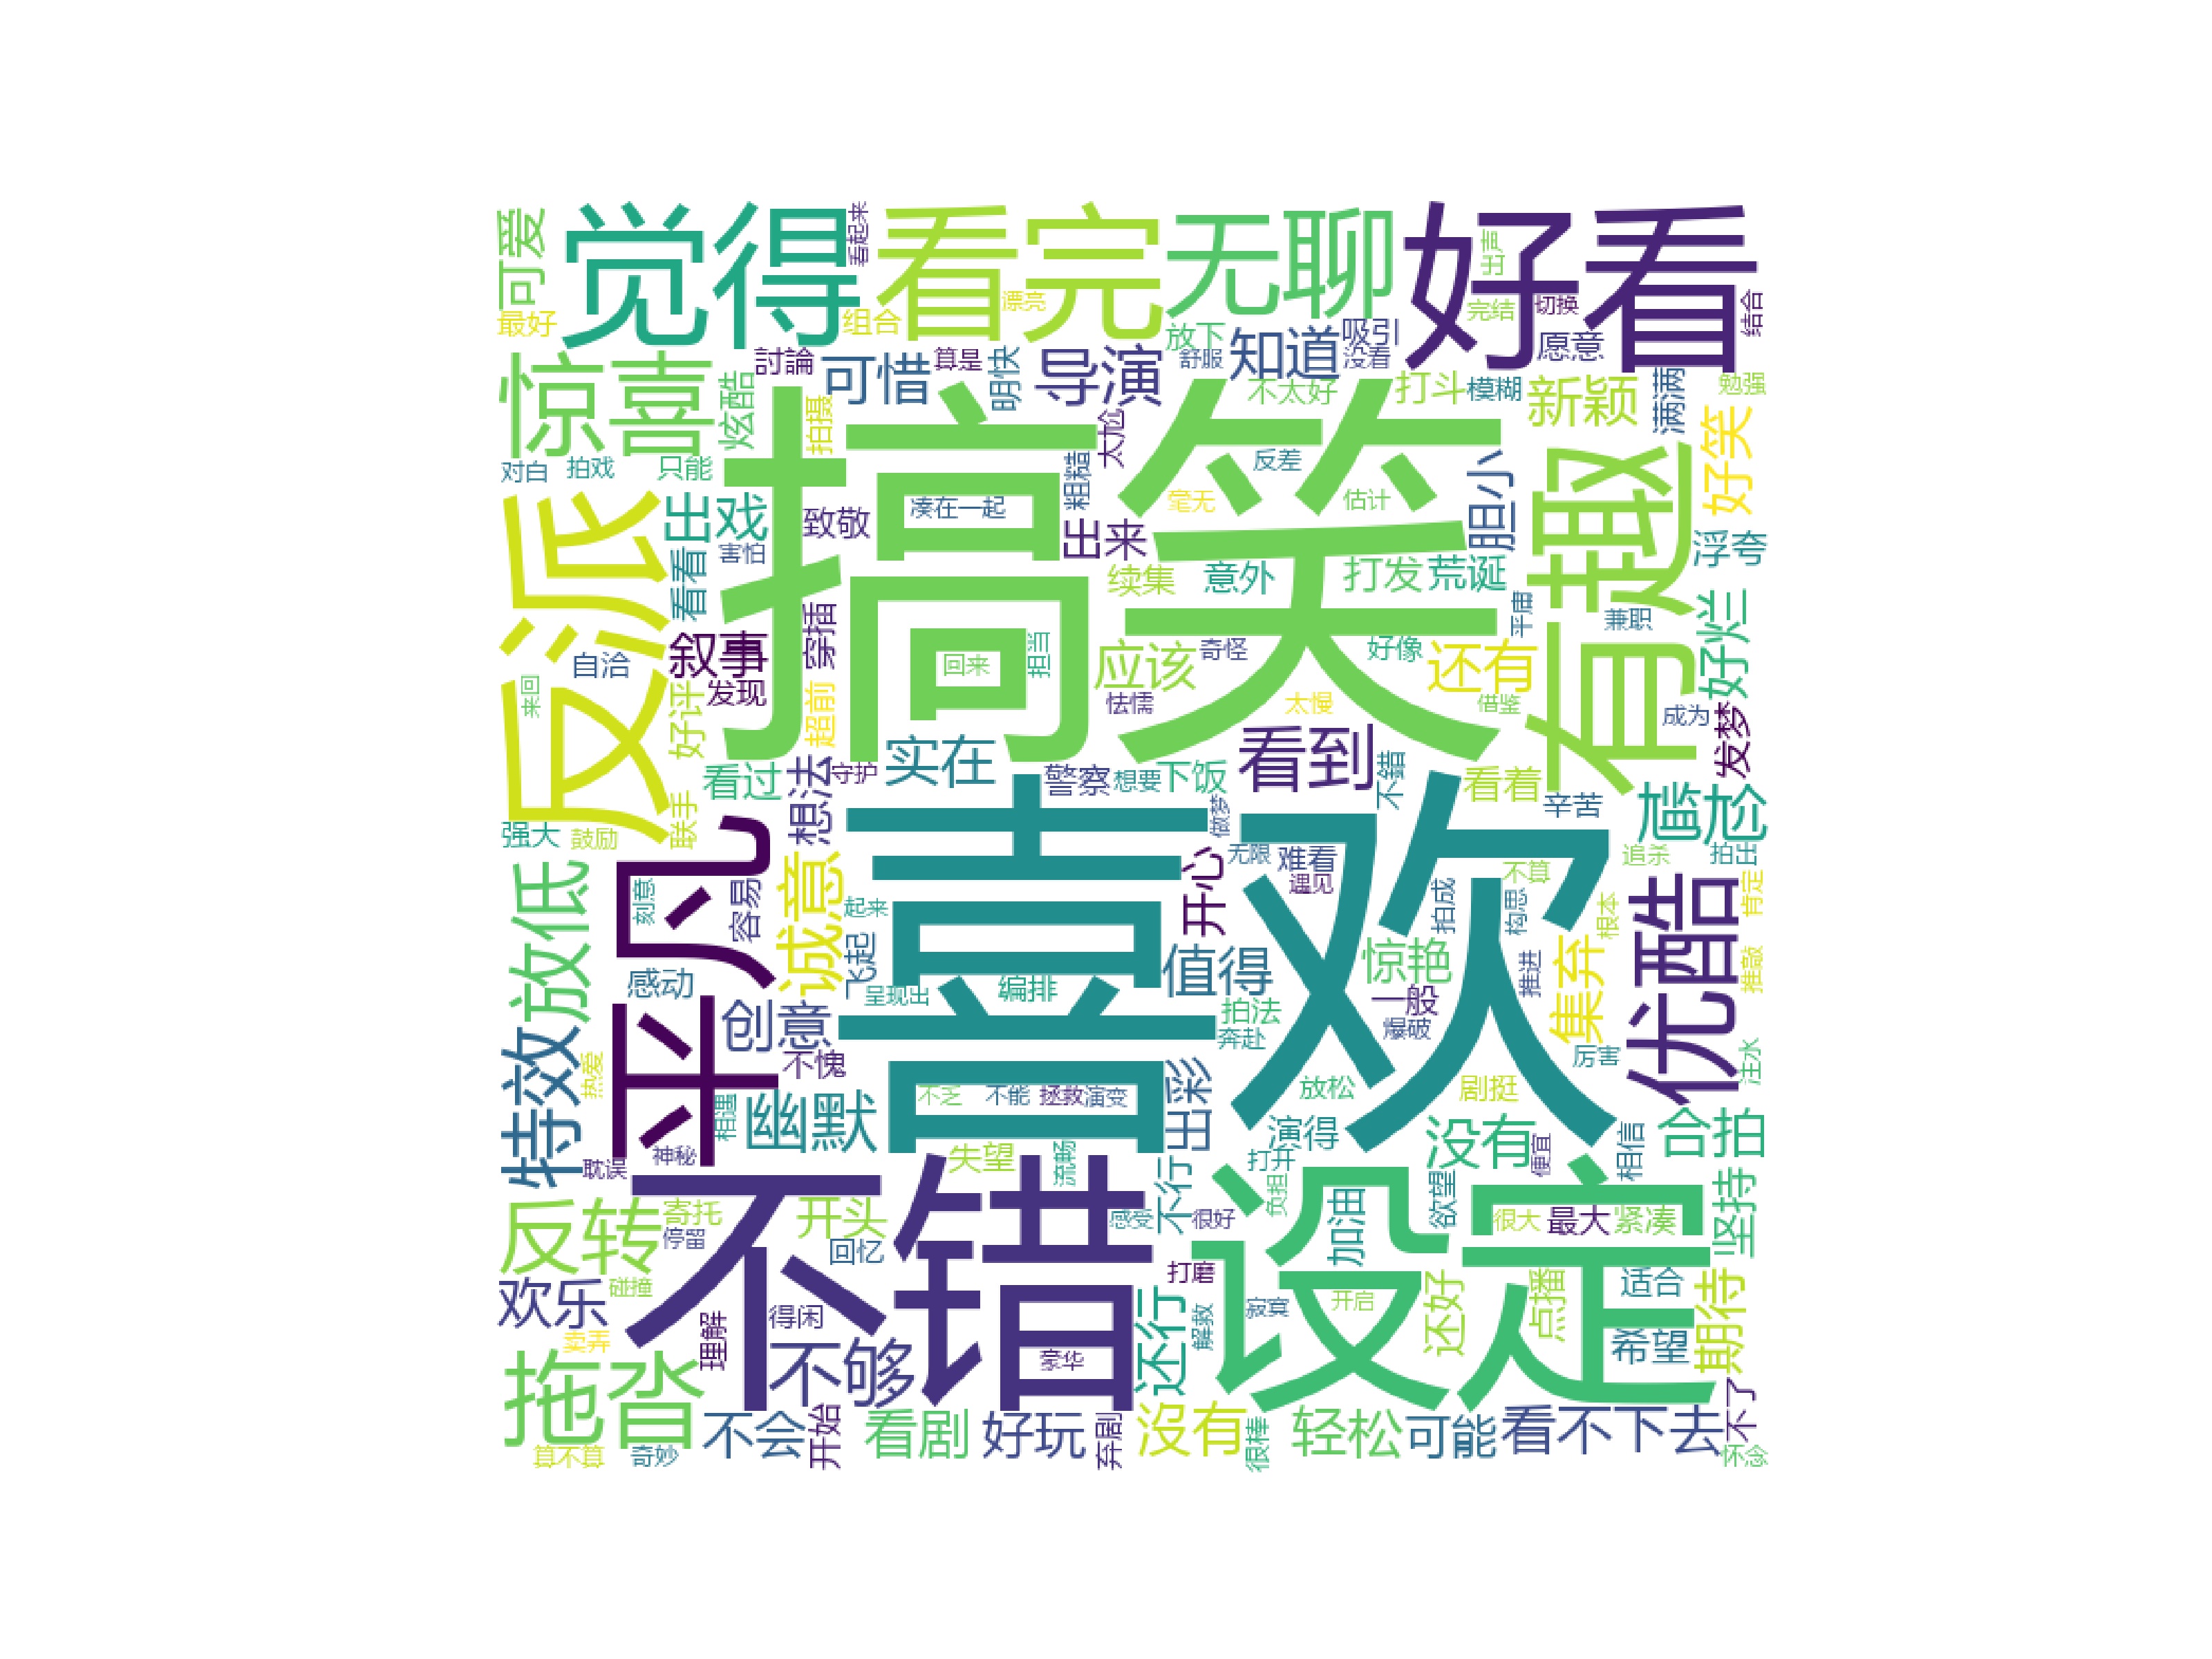 可爱
觉得
看起来
看完
无聊
好看
出声
最好
组合
漂亮
完结
切换
结合
惊喜
炫酷
討論
可惜
算是
明快
导演
放下
舒服
知道
吸引
没看
愿意
不太好
打斗
模糊
新颖
满满
勉强
好笑
拍摄
太尬
对白
拍戏
只能
搞笑
粗糙
反差
胆小
有趣
反派
出戏
致敬
凑在一起
出来
毫无
估计
浮夸
看看
害怕
续集
意外
打发
荒诞
平庸
兼职
好烂
叙事
穿插
自洽
发现
回来
担当
应该
奇怪
好像
还有
来回
好评
超前
怯懦
太慢
借鉴
成为
发梦
看过
守护
想法
实在
警察
想要
下饭
看到
不錯
看着
辛苦
尴尬
强大
鼓励
联手
平凡
喜欢
做梦
无限
难看
遇见
不算
追杀
拍出
放低
刻意
容易
诚意
起来
飞起
开心
拍成
构思
根本
优酷
肯定
感动
呈现出
编排
值得
惊艳
一般
推进
集弃
推敲
特效
热爱
创意
不愧
拍法
奔赴
爆破
厉害
注水
相遇
幽默
不乏
不能
拯救
演变
出彩
放松
剧挺
合拍
耽误
神秘
失望
流畅
演得
打开
没有
便宜
相信
不错
不行
负担
设定
反转
寄托
停留
开头
回忆
感受
很好
加油
欲望
很大
最大
紧凑
坚持
欢乐
碰撞
打磨
还行
解救
寂寞
开启
还好
点播
适合
希望
期待
卖弄
理解
得闲
不够
豪华
拖沓
不会
开始
看剧
好玩
弃剧
沒有
很棒
轻松
可能
看不下去
不了
算不算
奇妙
怀念